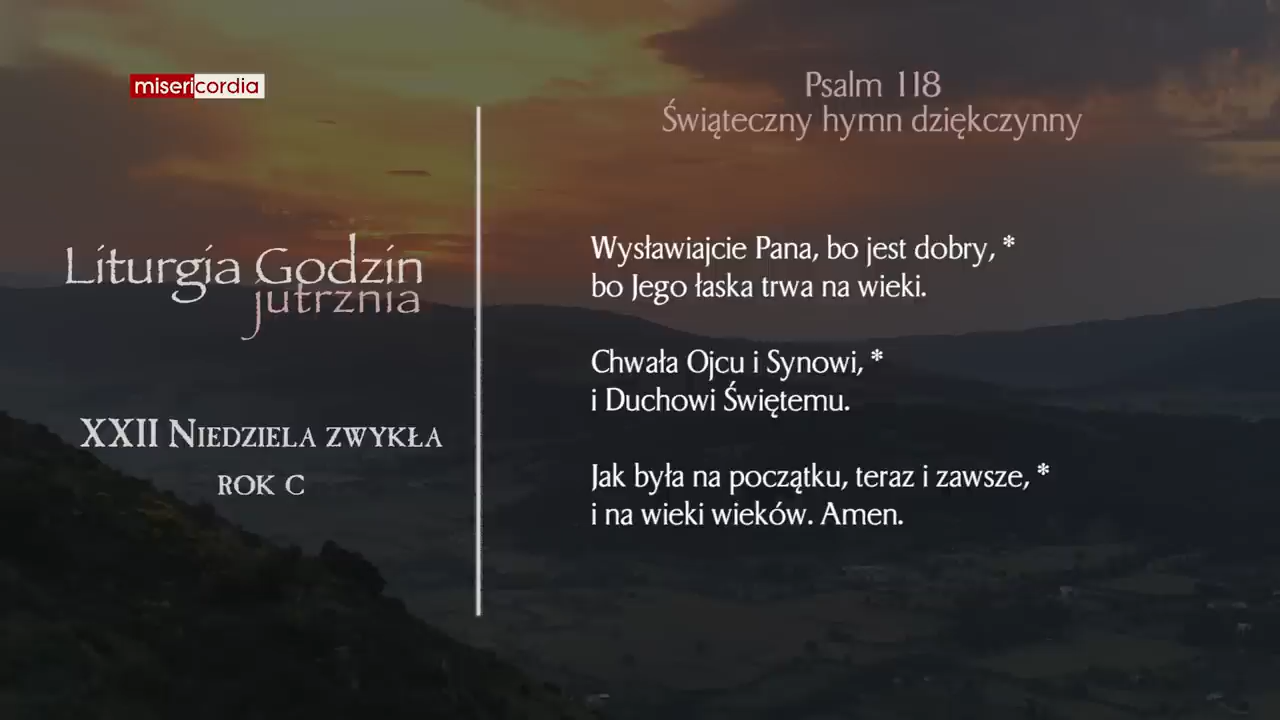 misericordia
Liturgia Godzin
jutrznia
XXII Niedziela zwykła
rok C
Psalm 118
Świąteczny hymn dziękczynny
Wysławiajcie Pana, bo jest dobry, *
bo Jego łaska trwa na wieki.
Chwała Ojcu i Synowi, *
i Duchowi Świętemu.
Jak była na początku, teraz i zawsze, *
i na wieki wieków. Amen.